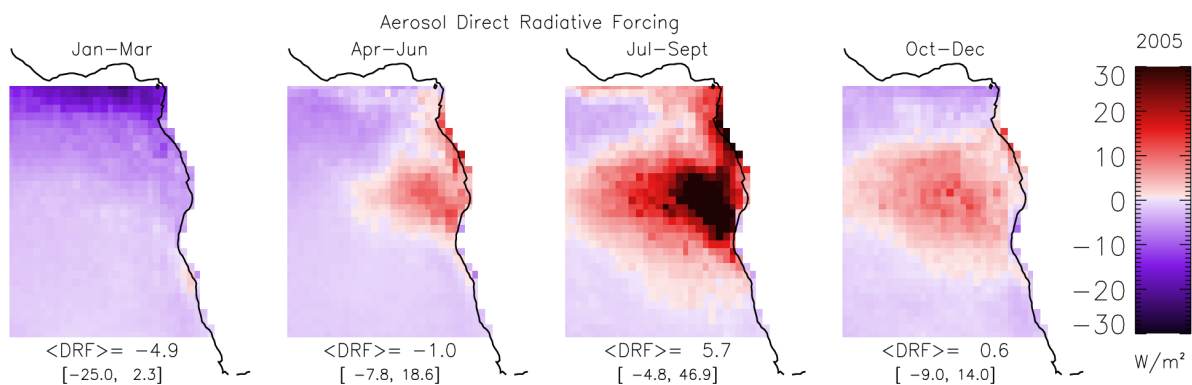 Aerosol Direct Radiative Forcing
Jan-Mar
Apr-Jun
Jul-Sept
Oct-Dec
2005
30
20
10
0
-10
-20
-30
W/m²
<DRF>= -4.9
[-25.0, 2.3]
<DRF>= -1.0
[ -7.8, 18.6]
<DRF>= 5.7
[ -4.8, 46.9]
<DRF>= 0.6
[-9.0, 14.0]